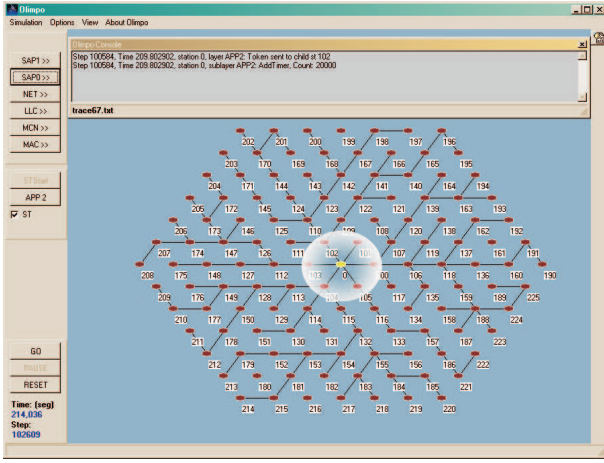 Olimpo
Simulation Options View About Olimpo
Olimpo Console
Step 100584, Time 209.802902, station 0, layer APP2: Token sent to child st 102
Step 100584, Time 209.802902, station 0, sublayer APP2: AddTimer, Count: 20000
trace67.txt
SAP1 >>
SAP0 >>
NET >>
LLC >>
MCN >>
MAC >>
ST Start
APP 2
ST
GO
PAUSE
RESET
Time: (seg)
214,036
Step:
102609
202 201 200 199 198 197 196
203 170 169 168 167 166 165 195
204 171 144 143 142 141 140 164 194
205 172 145 124 123 122 121 139 163 193
206 173 146 125 110 109 108 120 138 162 192
207 174 147 126 111 102 101 107 119 137 161 191
208 175 148 127 112 103 0 100 106 118 136 160 190
209 176 149 128 113 104 105 117 135 159 189 225
210 177 150 129 114 115 116 134 158 188 224
211 178 151 130 131 132 133 157 187 223
212 179 152 153 154 155 156 186 222
213 180 181 182 183 184 185 221
214 215 216 217 218 219 220